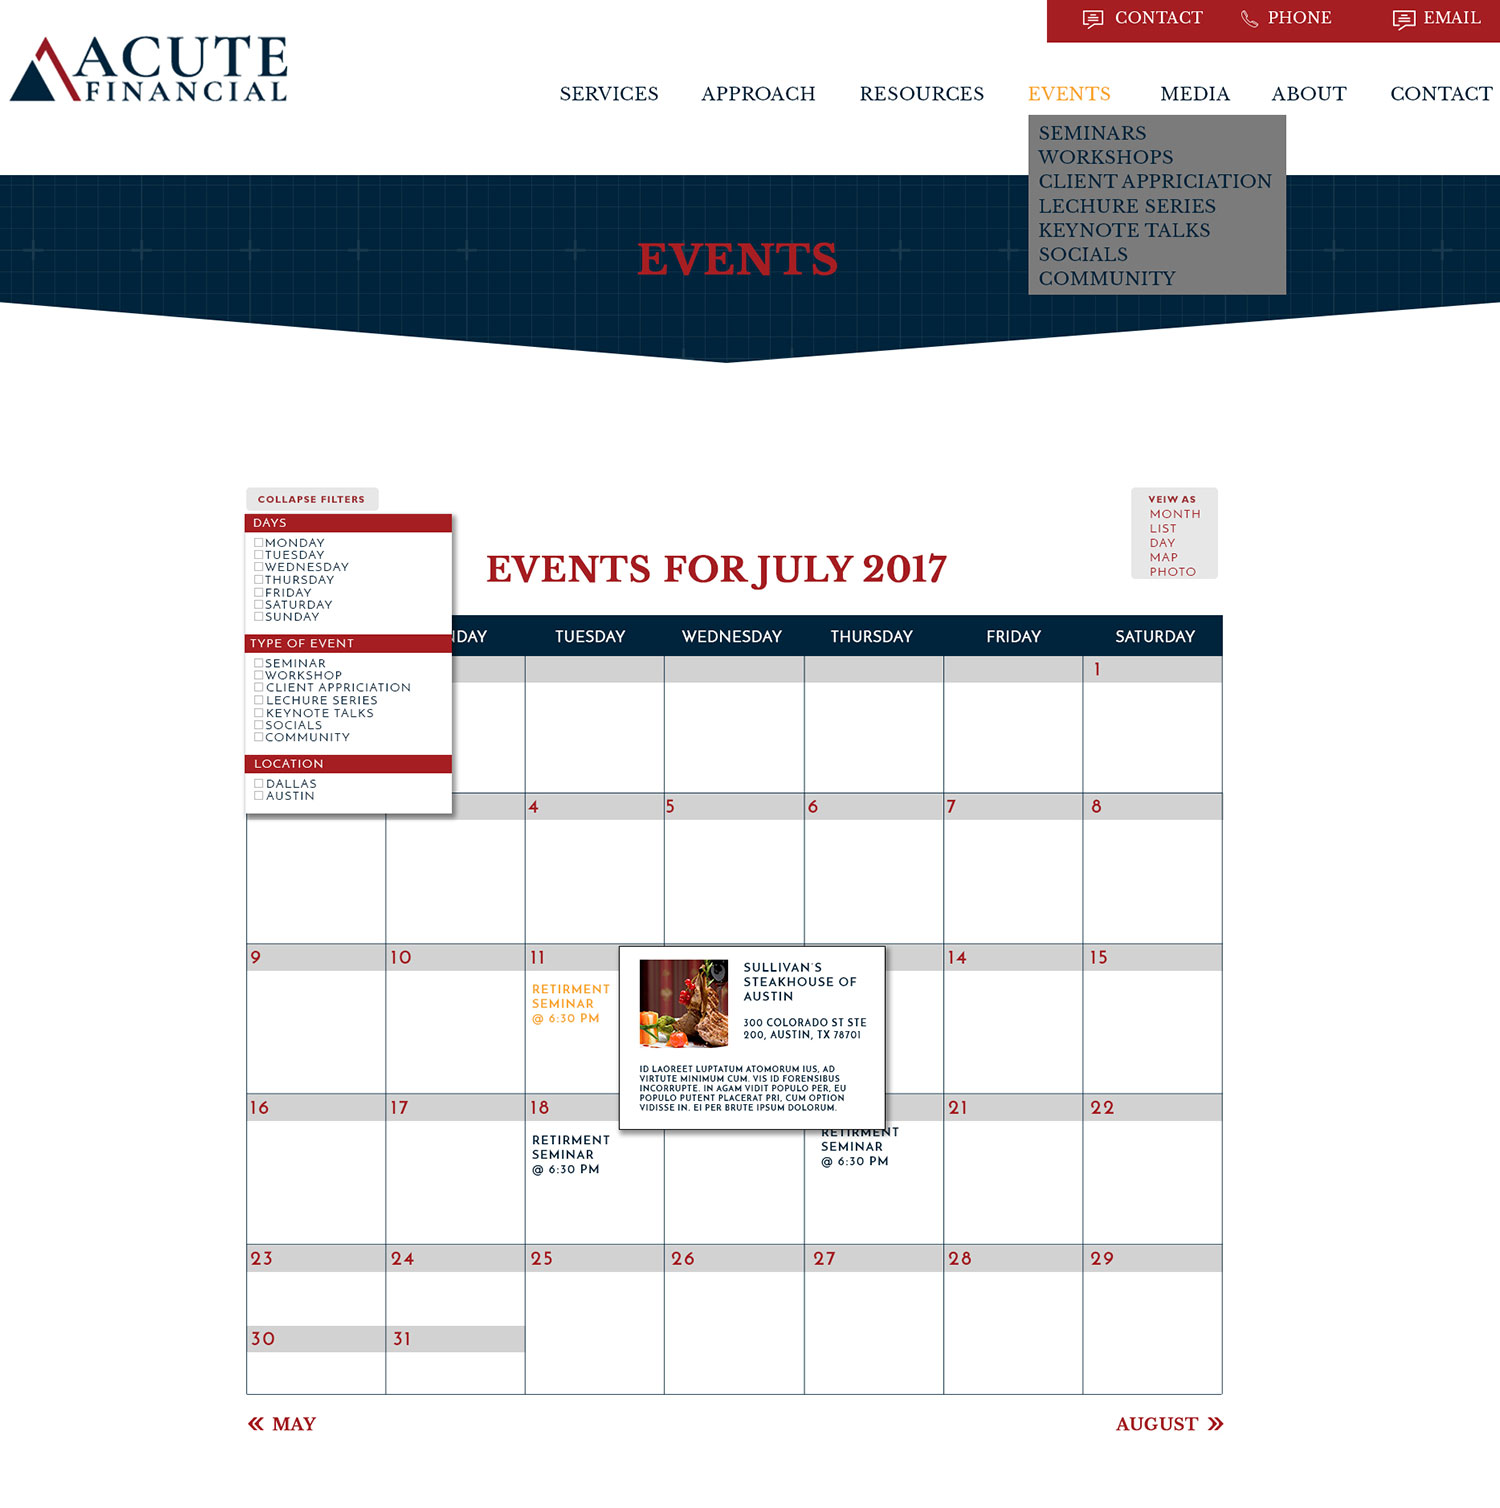 CONTACT PHONE EMAIL
ACUTE
FINANCIAL
SERVICES APPROACH RESOURCES EVENTS MEDIA ABOUT CONTACT
SEMINARS
WORKSHOPS
CLIENT APPRICIATION
LECHURE SERIES
KEYNOTE TALKS
SOCIALS
COMMUNITY
EVENTS
COLLAPSE FILTERS
DAYS
MONDAY
TUESDAY
WEDNESDAY
THURSDAY
FRIDAY
SATURDAY
SUNDAY
TYPE OF EVENT
SEMINAR
WORKSHOP
CLIENT APPRICIATION
LECHURE SERIES
KEYNOTE TALKS
SOCIALS
COMMUNITY
LOCATION
DALLAS
AUSTIN
VEIW AS
MONTH
LIST
DAY
MAP
PHOTO
EVENTS FOR JULY 2017
NDAY TUESDAY WEDNESDAY THURSDAY FRIDAY SATURDAY
1
4 5 6 7 8
9 10 11 14 15
RETIRMENT
SEMINAR
@ 6:30 PM
SULLIVAN'S
STEAKHOUSE OF
AUSTIN
300 COLORADO ST STE
200, AUSTIN, TX 78701
ID LAOREET LUPTATUM ATOMORUM IUS, AD
VIRTUTE MINIMUM CUM. VIS ID FORENSIBUS
INCORRUPTE. IN AGAM VIDIT POPULO PER, EU
POPULO PUTENT PLACERAT PRI, CUM OPTION
VIDISSE IN. EI PER BRUTE IPSUM DOLORUM.
16 17 18 21 22
RETIRMENT
SEMINAR
@ 6:30 PM
RETIRMENT
SEMINAR
@ 6:30 PM
23 24 25 26 27 28 29
30 31
« MAY AUGUST »